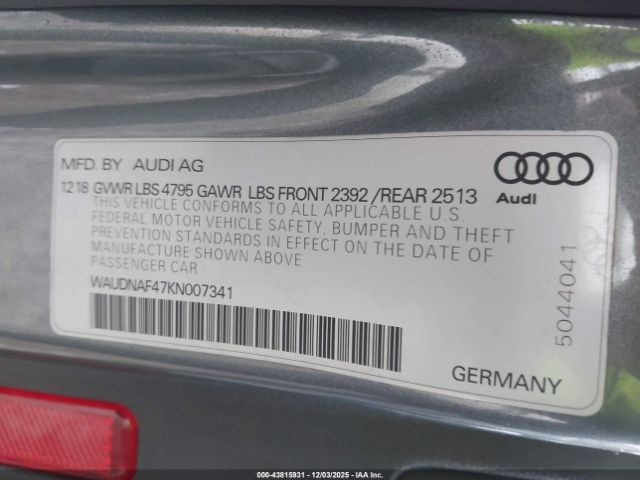 MFD. BY AUDI AG
12 18 GVWR LBS 4795 GAWR LBS FRONT 2392 /REAR 2513
THIS VEHICLE CONFORMS TO ALL APPLICABLE U.S.
FEDERAL MOTOR VEHICLE SAFETY, BUMPER AND THEFT
PREVENTION STANDARDS IN EFFECT ON THE DATE OF
MANUFACTURE SHOWN ABOVE
PASSENGER CAR
WAUDNAF47KN007341
Audi
5044041
GERMANY
000-43815931 - 12/03/2025 - IAA, Inc.